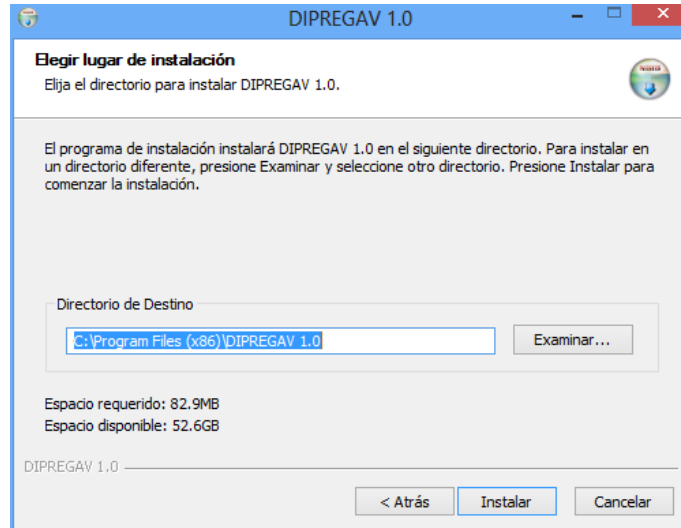 DIPREGAV 1.0
Elegir lugar de instalación
Elija el directorio para instalar DIPREGAV 1.0.
El programa de instalación instalará DIPREGAV 1.0 en el siguiente directorio. Para instalar en
un directorio diferente, presione Examinar y seleccione otro directorio. Presione Instalar para
comenzar la instalación.
Directorio de Destino
C:\Program Files (x86)\DIPREGAV 1.0
Examinar...
Espacio requerido: 82.9MB
Espacio disponible: 52.6GB
DIPREGAV 1.0
< Atrás Instalar Cancelar